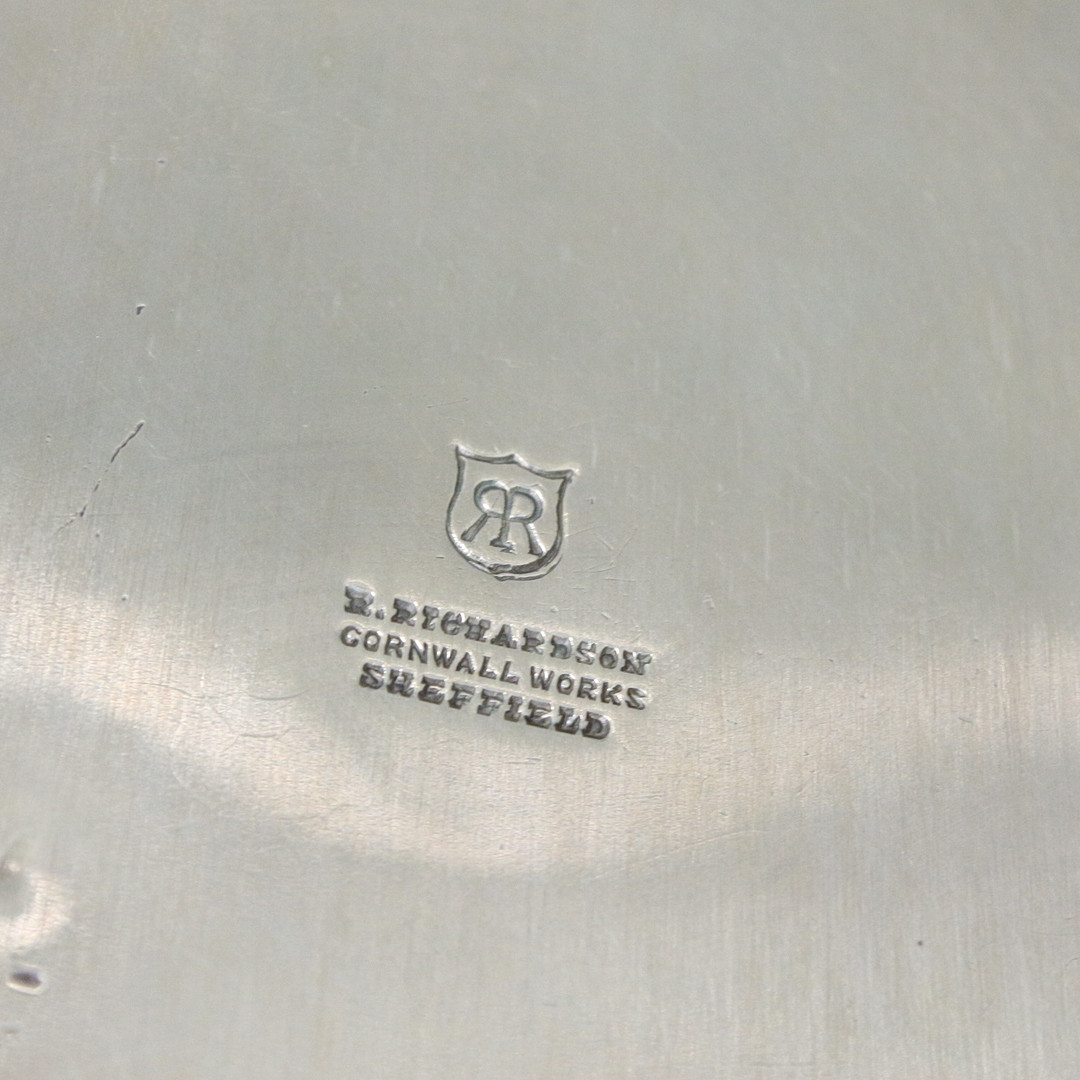 RR
R. RICHARDSON
CORNWALL WORKS
SHEFFIELD